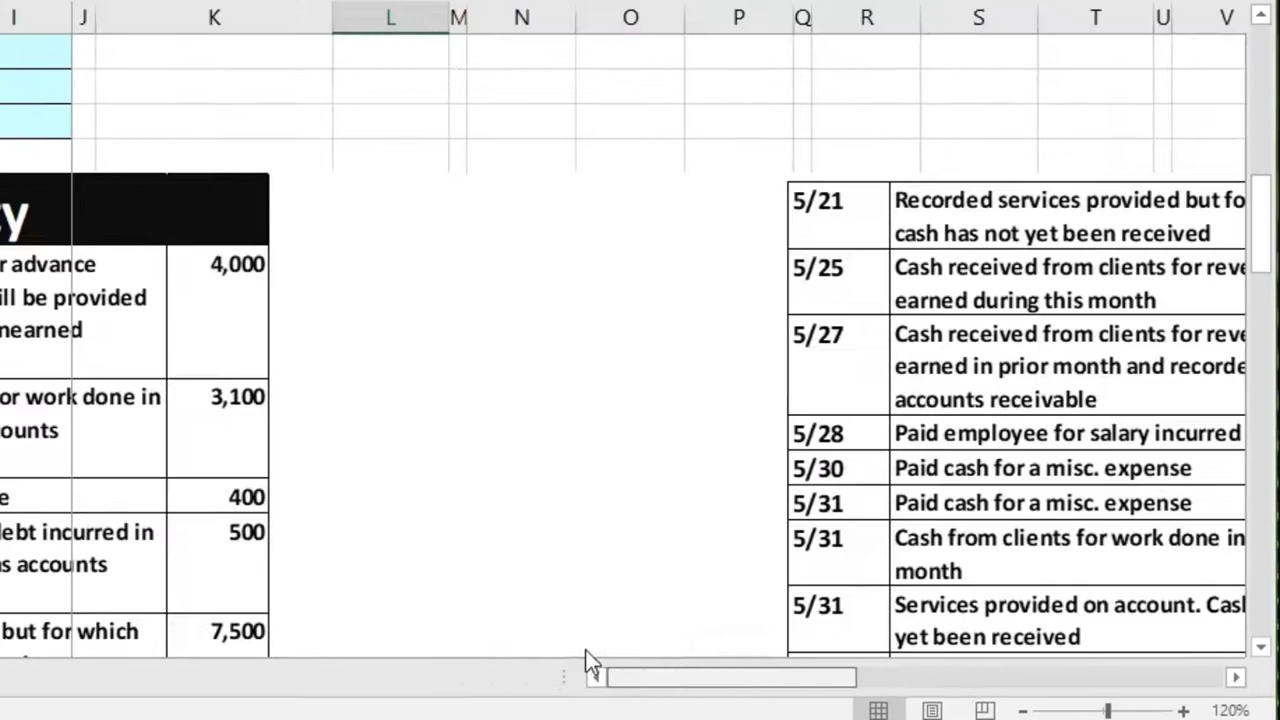 I J K L M N O P Q R S T U V
ty
r advance 4,000
ill be provided
nearned
or work done in 3,100
ounts
e 400
lebt incurred in 500
as accounts
but for which 7,500
5/21 Recorded services provided but fo
cash has not yet been received
5/25 Cash received from clients for reve
earned during this month
5/27 Cash received from clients for reve
earned in prior month and recorde
accounts receivable
5/28 Paid employee for salary incurred
5/30 Paid cash for a misc. expense
5/31 Paid cash for a misc. expense
5/31 Cash from clients for work done in
month
5/31 Services provided on account. Cas
yet been received
120%